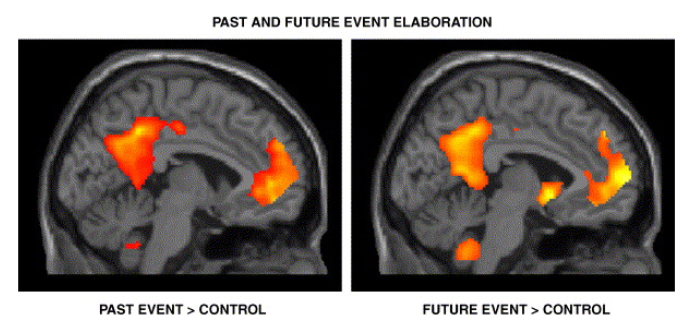 PAST AND FUTURE EVENT ELABORATION
PAST EVENT > CONTROL
FUTURE EVENT > CONTROL